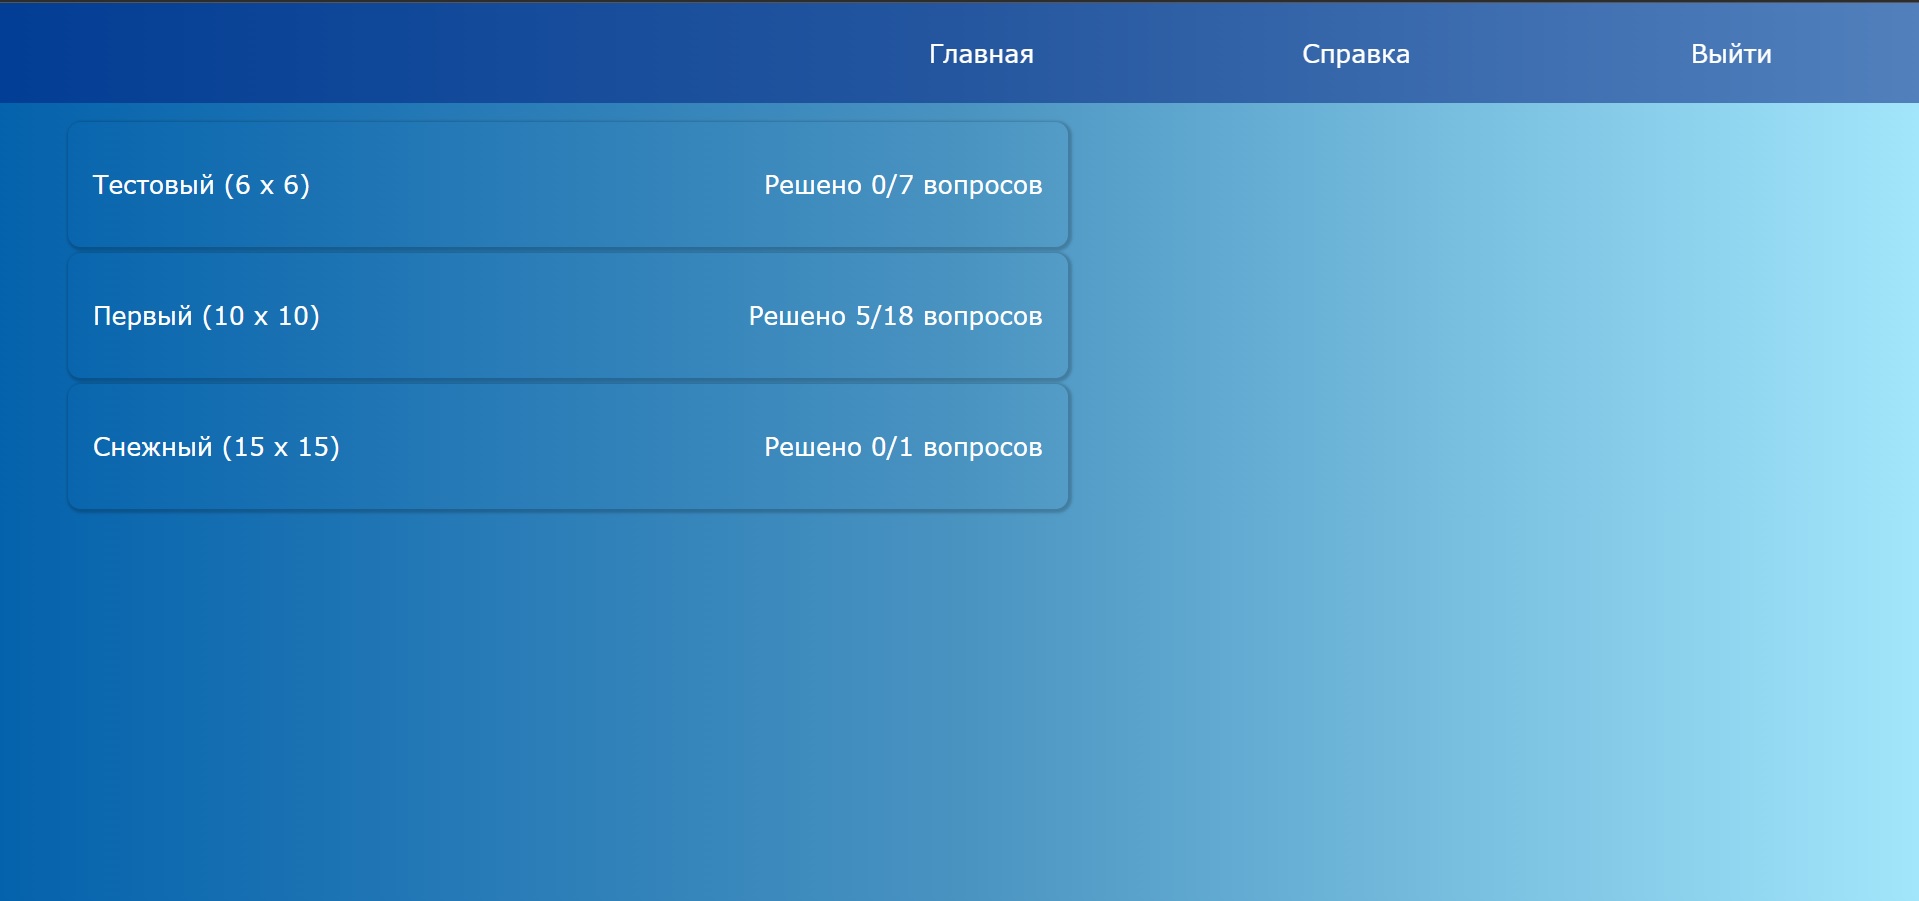 Главная Справка Выйти
Тестовый (6 x 6) Решено 0/7 вопросов
Первый (10 x 10) Решено 5/18 вопросов
Снежный (15 x 15) Решено 0/1 вопросов